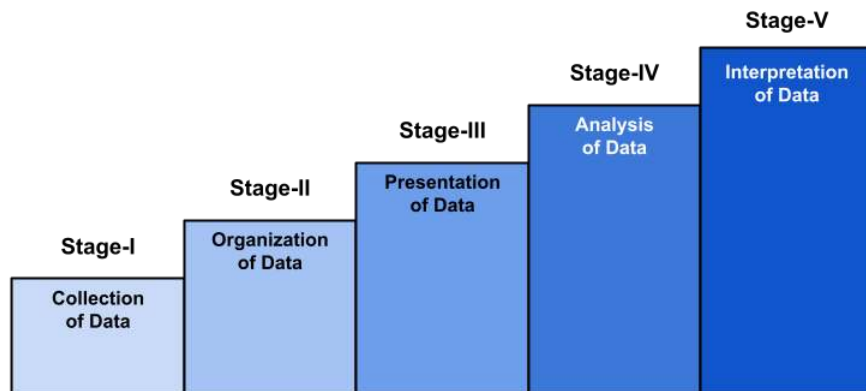 Stage-I
Collection
of Data
Stage-II
Organization
of Data
Stage-III
Presentation
of Data
Stage-IV
Analysis
of Data
Stage-V
Interpretation
of Data